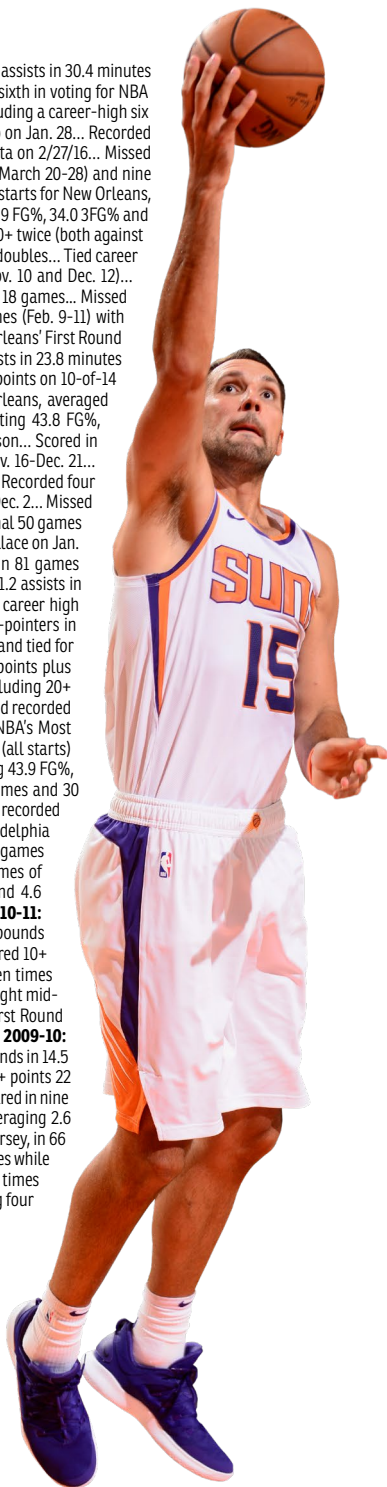 assists in 30.4 minutes
sixth in voting for NBA
uding a career-high six
on Jan. 28... Recorded
ta on 2/27/16... Missed
March 20-28) and nine
starts for New Orleans,
9 FG%, 34.0 3FG% and
0+ twice (both against
doubles... Tied career
v. 10 and Dec. 12)...
18 games... Missed
nes (Feb. 9-11) with
rleans' First Round
sts in 23.8 minutes
points on 10-of-14
rleans, averaged
ting 43.8 FG%,
son... Scored in
v. 16-Dec. 21...
Recorded four
Dec. 2... Missed
nal 50 games
llace on Jan.
n 81 games
1.2 assists in
career high
-pointers in
and tied for
points plus
luding 20+
d recorded
NBA's Most
(all starts)
g 43.9 FG%,
mes and 30
recorded
delphia
games
mes of
nd 4.6
10-11:
bounds
red 10+
en times
ght mid-
rst Round
2009-10:
nds in 14.5
+ points 22
red in nine
eraging 2.6
ersey, in 66
es while
times
g four
SUN
15